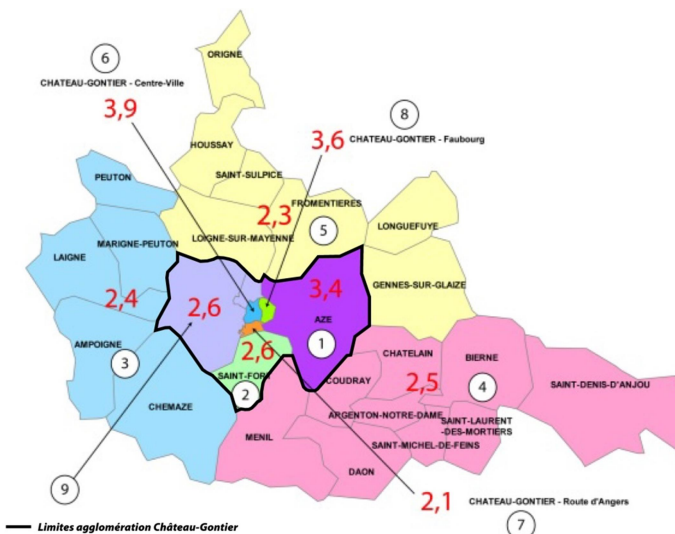 ORIGNE
6
CHATEAU-GONTIER - Centre-Ville
3,9
8
3,6
CHATEAU-GONTIER - Faubourg
HOUSSAY
SAINT-SULPICE
PEUTON
2,3
FROMENTIERES
LONGUEFUYE
5
LOIGNE-SUR-MAYENNE
MARIGNE-PEUTON
LAIGNE
GENNES-SUR-GLAIZE
3,4
2,4
2,6
AZE
1
AMPOIGNE
3
2,6
SAINT-FORT
2
CHATELAIN
BIERNE
COUDRAY
2,5
4
SAINT-DENIS-D'ANJOU
CHEMAZE
ARGENTON-NOTRE-DAME
SAINT-LAURENT
-DES-MORTIERS
MENIL
SAINT-MICHEL-DE-FEINS
DAON
9
2,1
CHATEAU-GONTIER - Route d'Angers
7
Limites agglomération Château-Gontier